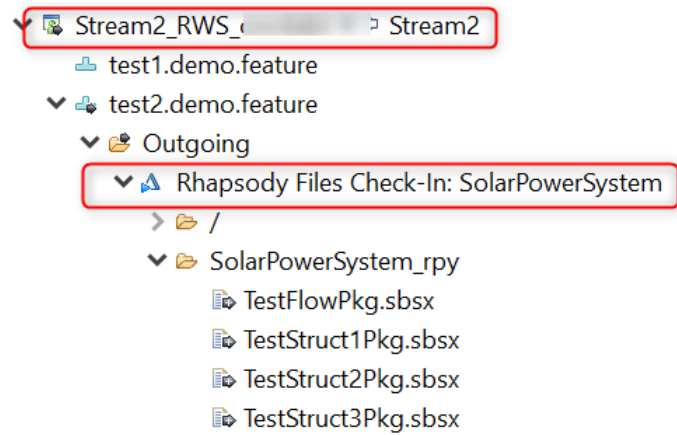 Stream2_RWS_ Stream2
test1.demo.feature
test2.demo.feature
Outgoing
Rhapsody Files Check-In: SolarPowerSystem
/
SolarPowerSystem_rpy
TestFlowPkg.sbsx
TestStruct1Pkg.sbsx
TestStruct2Pkg.sbsx
TestStruct3Pkg.sbsx